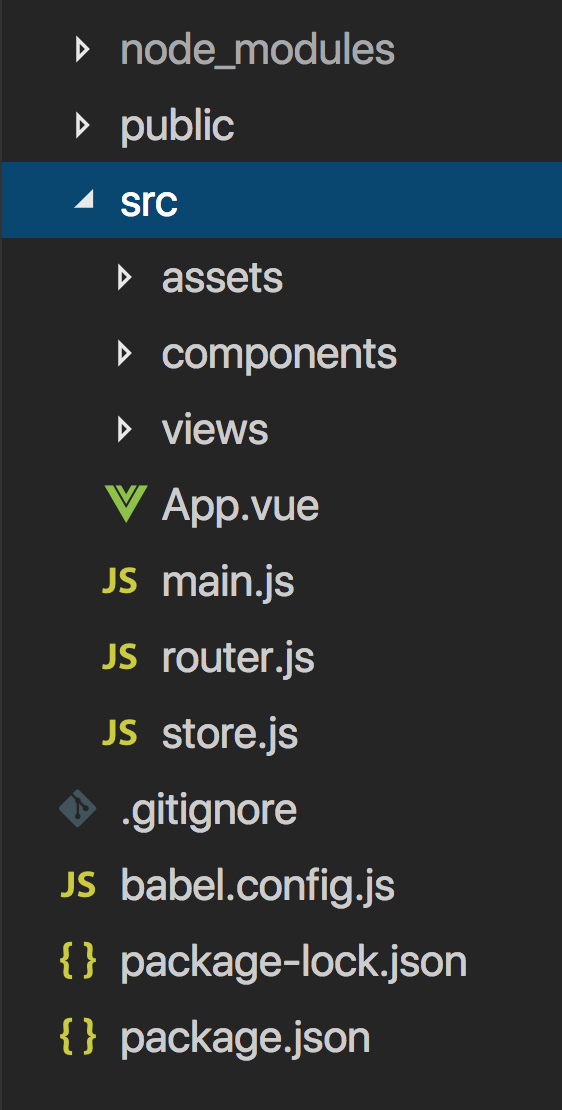 node_modules
public
src
assets
components
views
App.vue
JS main.js
JS router.js
JS store.js
.gitignore
JS babel.config.js
{ } package-lock.json
{ } package.json